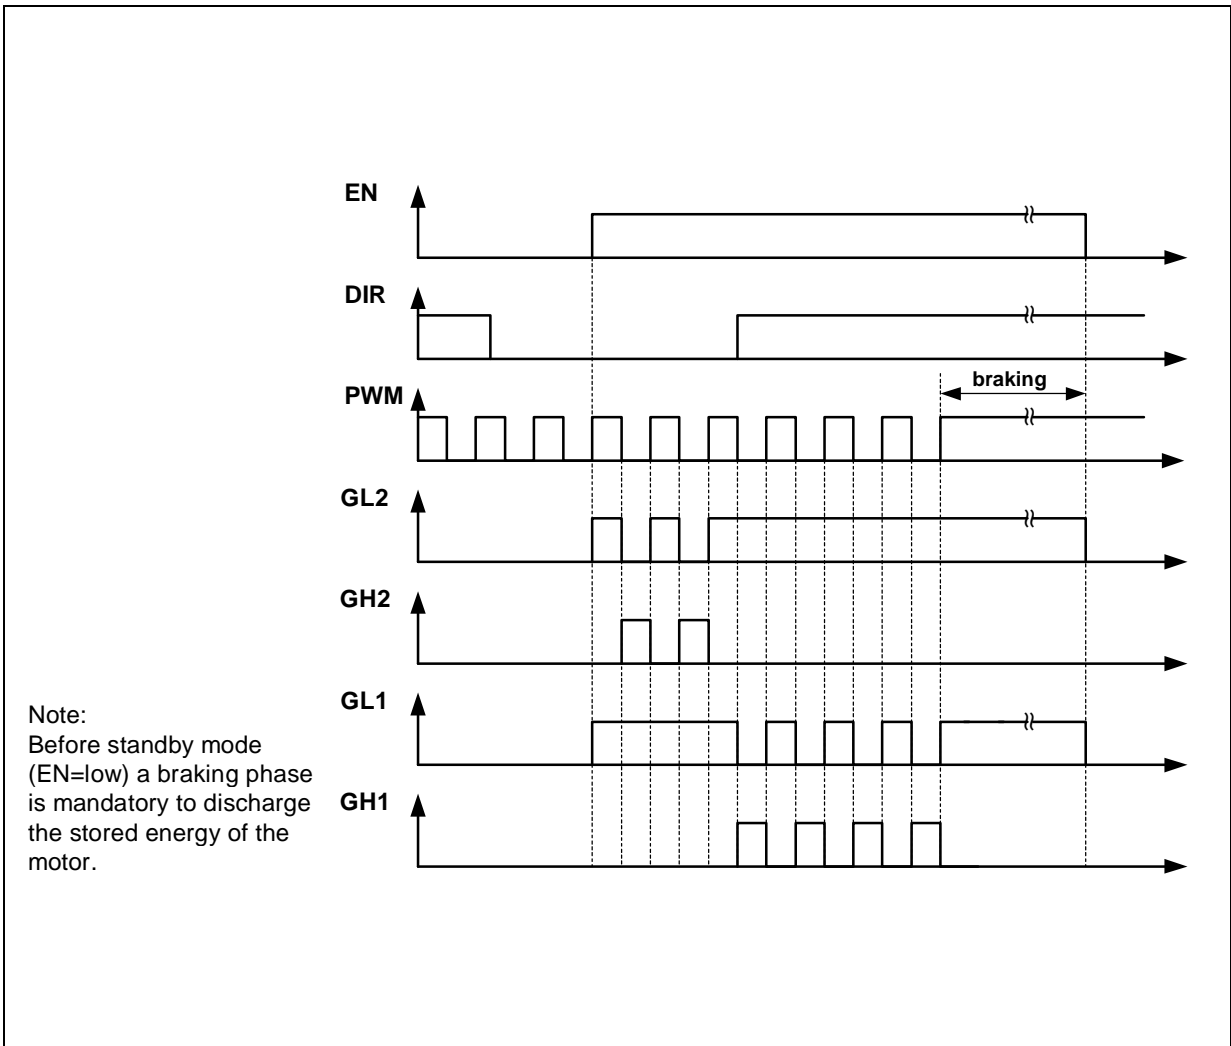 EN
DIR
braking
PWM
GL2
GH2
GL1
Note:
Before standby mode
(EN=low) a braking phase
is mandatory to discharge
the stored energy of the
motor.
GH1